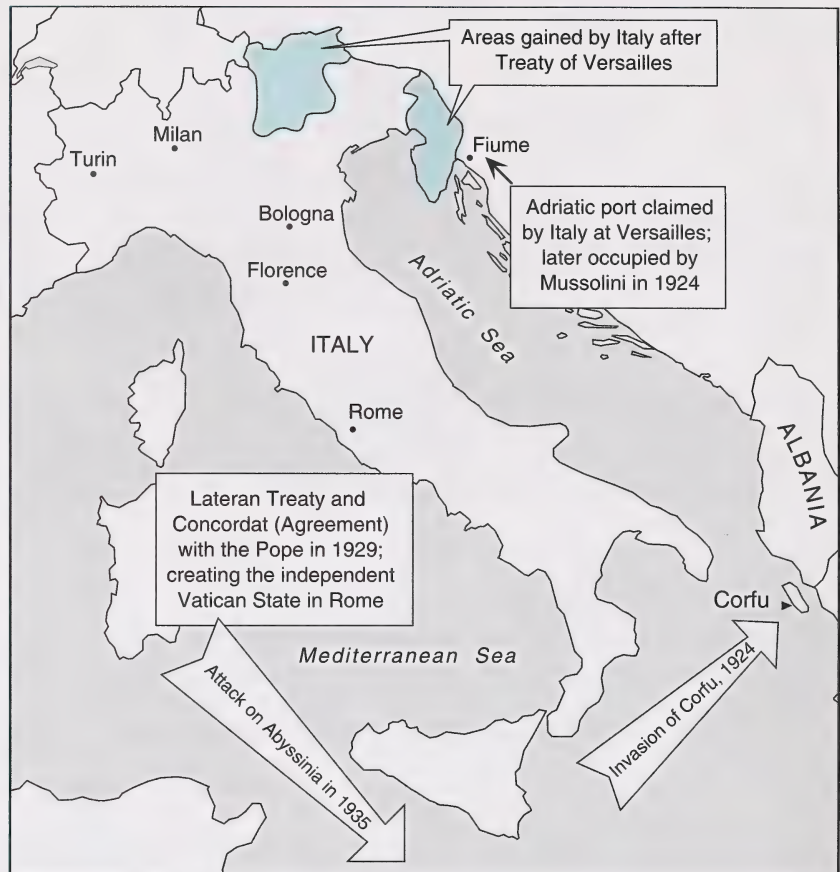 Areas gained by Italy after
Treaty of Versailles
Milan
Turin
Fiume
Adriatic port claimed
by Italy at Versailles;
later occupied by
Mussolini in 1924
Bologna
Florence
Adriatic Sea
ITALY
Rome
ALBANIA
Lateran Treaty and
Concordat (Agreement)
with the Pope in 1929;
creating the independent
Vatican State in Rome
Corfu
Mediterranean Sea
Attack on Abyssinia in 1935
Invasion of Corfu, 1924